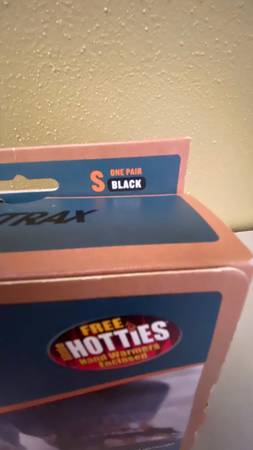 S
ONE PAIR
BLACK
TRAX
FREE
HOTTIES
Hand Warmers
Enclosed